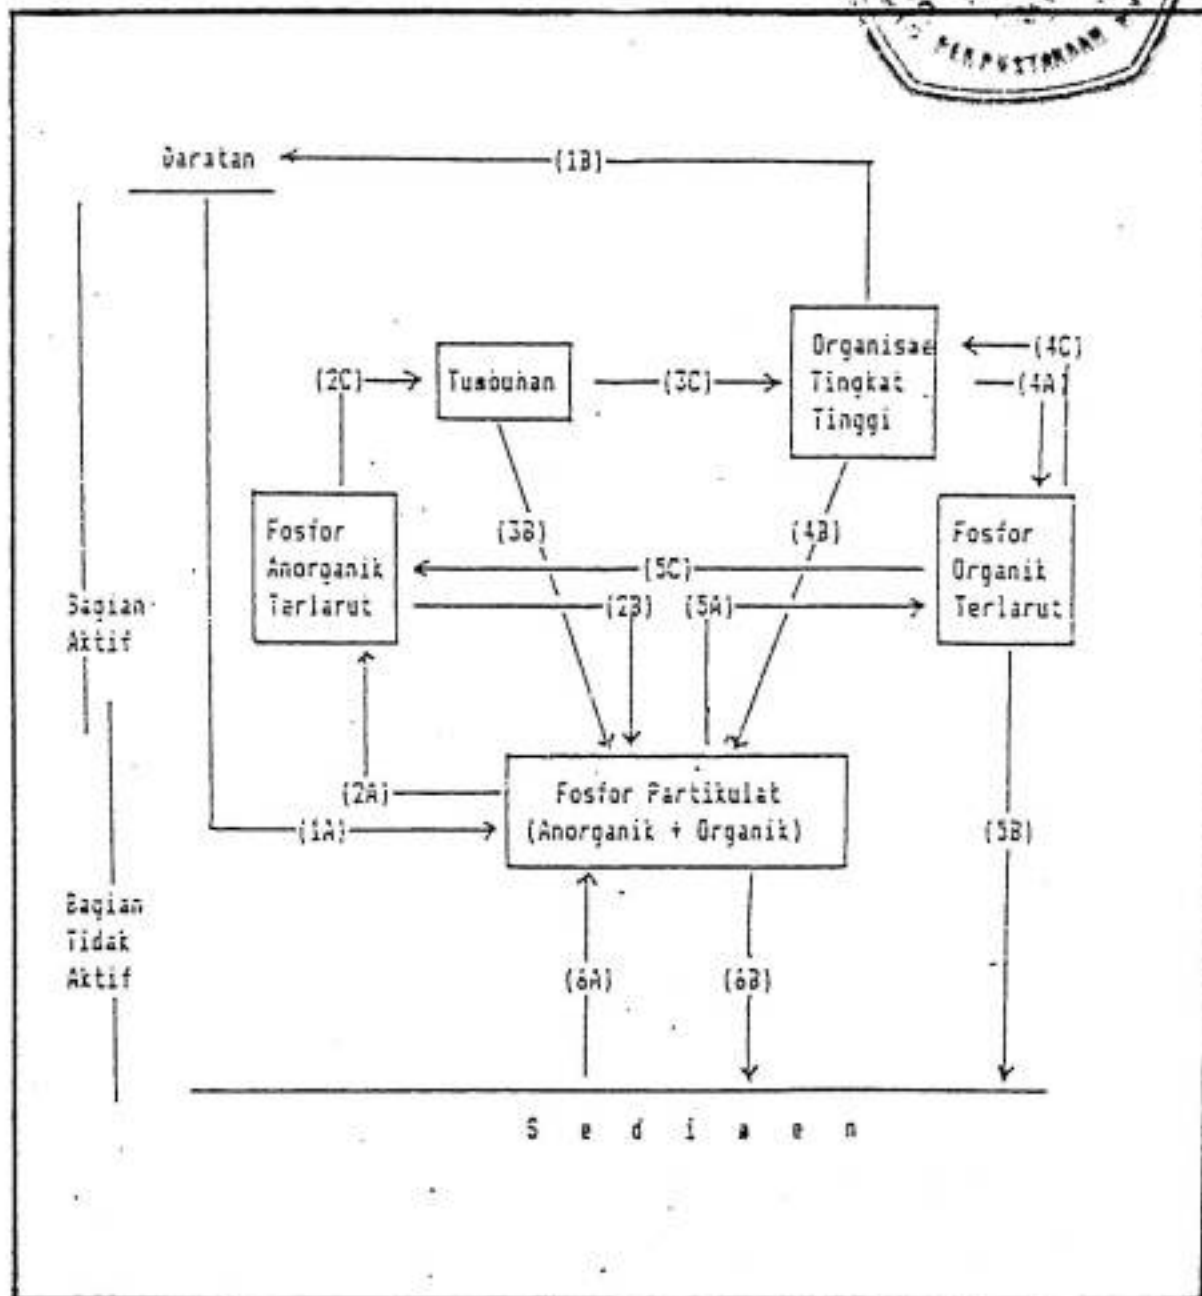 PERPUSTAKAAN
Daratan
(1B)
(2C)
Tumbuhan
(3C)
Organisme
Tingkat
Tinggi
(4C)
(4A)
Fosfor
Anorganik
Terlarut
(3B)
(4B)
Fosfor
Organik
Terlarut
(5C)
(2B)
(5A)
Bagian
Aktif
(2A)
Fosfor Partikulat
(1A)
(Anorganik + Organik)
(5B)
Bagian
Tidak
Aktif
(6A)
(6B)
S e d i m e n